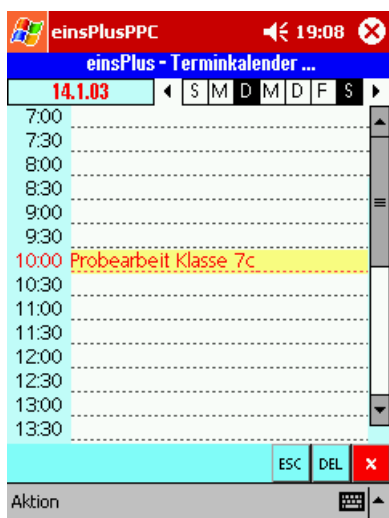 einsPlusPPC 19:08
einsPlus - Terminkalender ...
14.1.03 S M D M D F S
7:00
7:30
8:00
8:30
9:00
9:30
10:00 Probearbeit Klasse 7c
10:30
11:00
11:30
12:00
12:30
13:00
13:30
ESC DEL x
Aktion